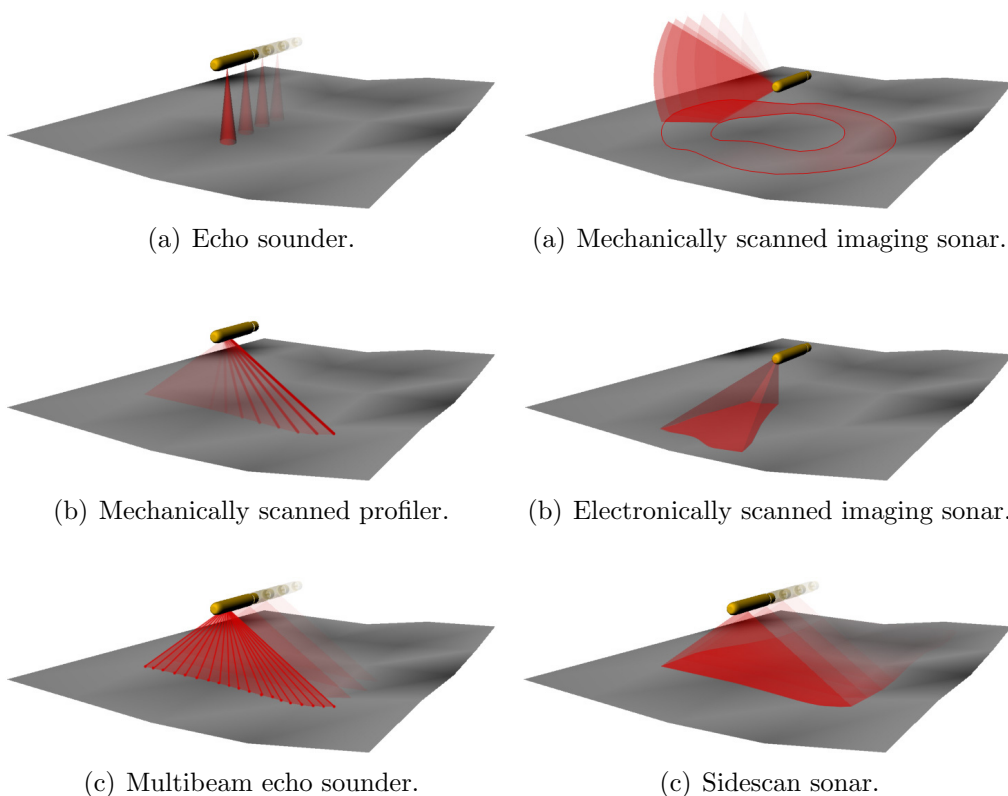 (a) Echo sounder.
(a) Mechanically scanned imaging sonar.
(b) Mechanically scanned profiler.
(b) Electronically scanned imaging sonar.
(c) Multibeam echo sounder.
(c) Sidescan sonar.